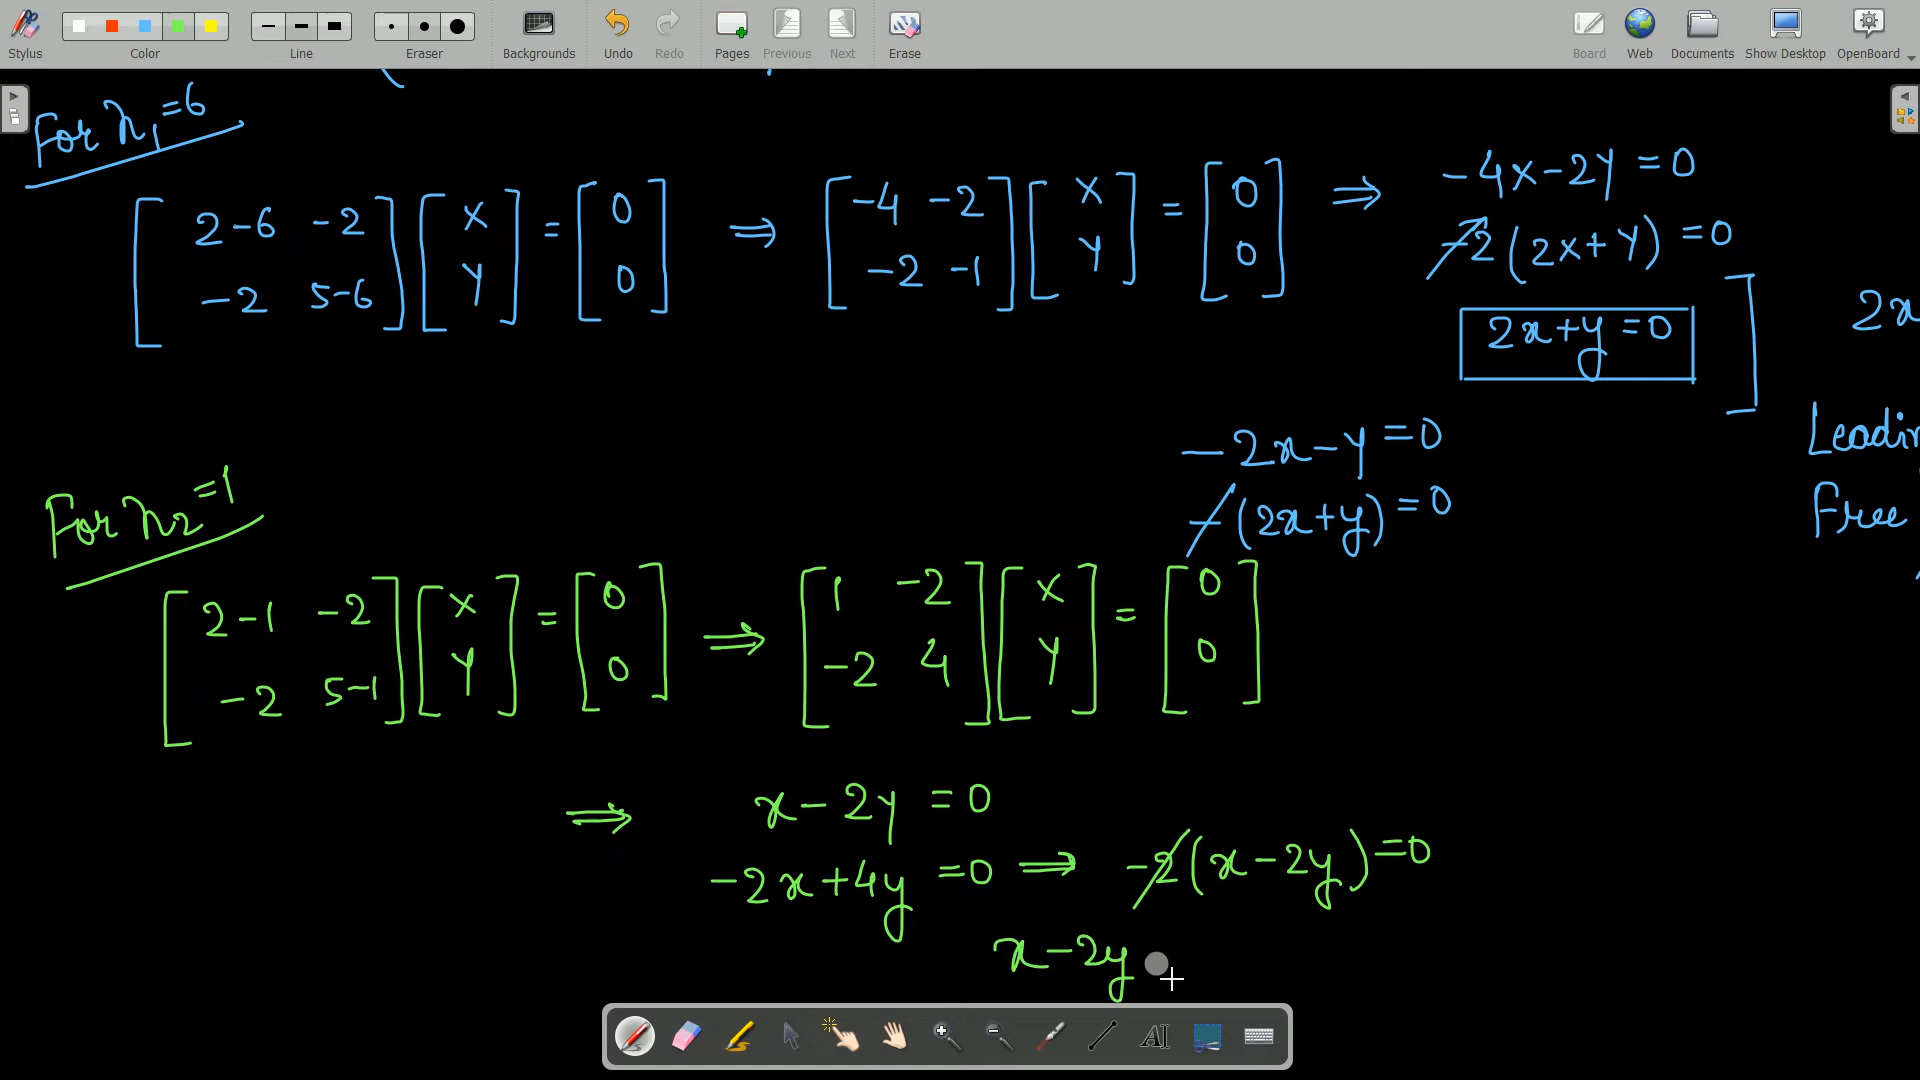 Stylus Color Line Eraser Backgrounds Undo Redo Pages Previous Next Erase Board Web Documents Show Desktop OpenBoard
For λ₁=6
[2-6 -2] [x] = [0] ⇒ [-4 -2] [x] = [0] ⇒ -4x-2y=0
[-2 5-6] [y] [0] [-2 -1] [y] [0] -2(2x+y)=0
2x+y=0
2x
-2x-y=0
-(2x+y)=0
Free
For λ₂=1
[2-1 -2] [x] = [0] ⇒ [1 -2] [x] = [0]
[-2 5-1] [y] [0] [-2 4] [y] [0]
⇒ x-2y=0
-2x+4y=0 ⇒ -2(x-2y)=0
x-2y